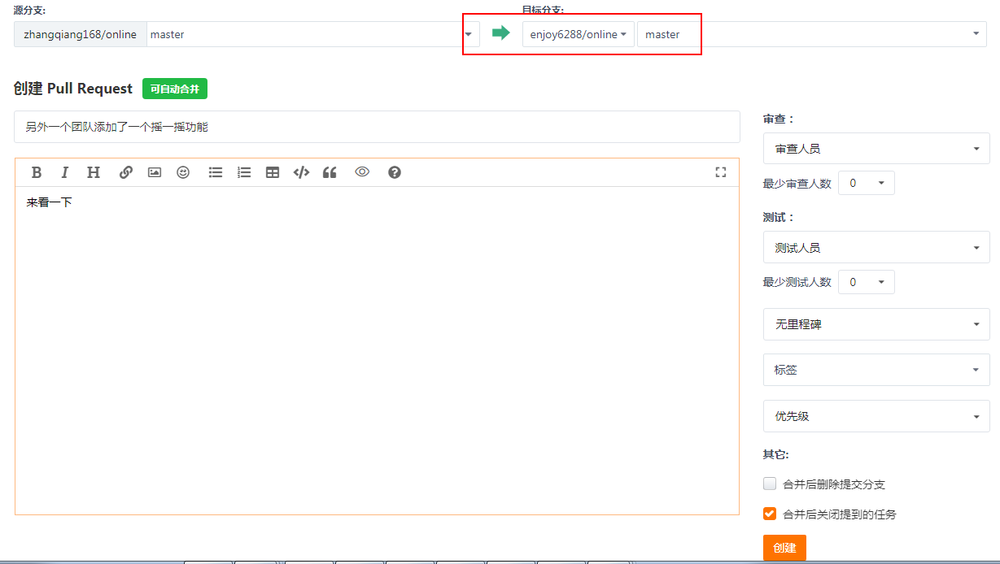 源分支:
目标分支:
zhangqiang168/online master
enjoy6288/online master
创建 Pull Request 可自动合并
另外一个团队添加了一个摇一摇功能
B I H
来看一下
审查：
审查人员
最少审查人数 0
测试：
测试人员
最少测试人数 0
无里程碑
标签
优先级
其它:
合并后删除提交分支
合并后关闭提到的任务
创建